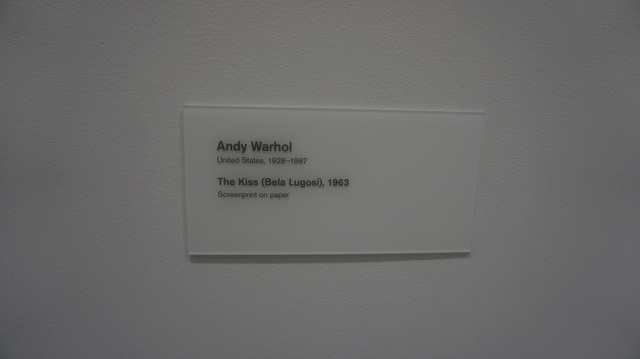 Andy Warhol
United States, 1928–1987
The Kiss (Bela Lugosi), 1963
Screenprint on paper